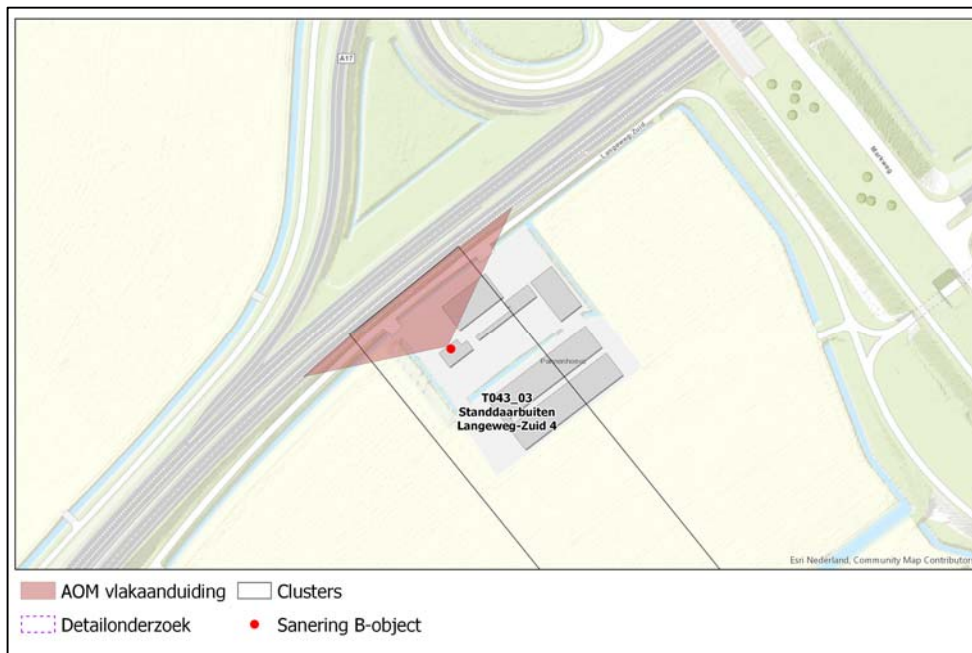 A17
Langeweg-Zuid
Markweg
T043_03
Standdaarbuiten
Langeweg-Zuid 4
Esri Nederland, Community Map Contributors
AOM vlakaanduiding
Clusters
Detailonderzoek
Sanering B-object